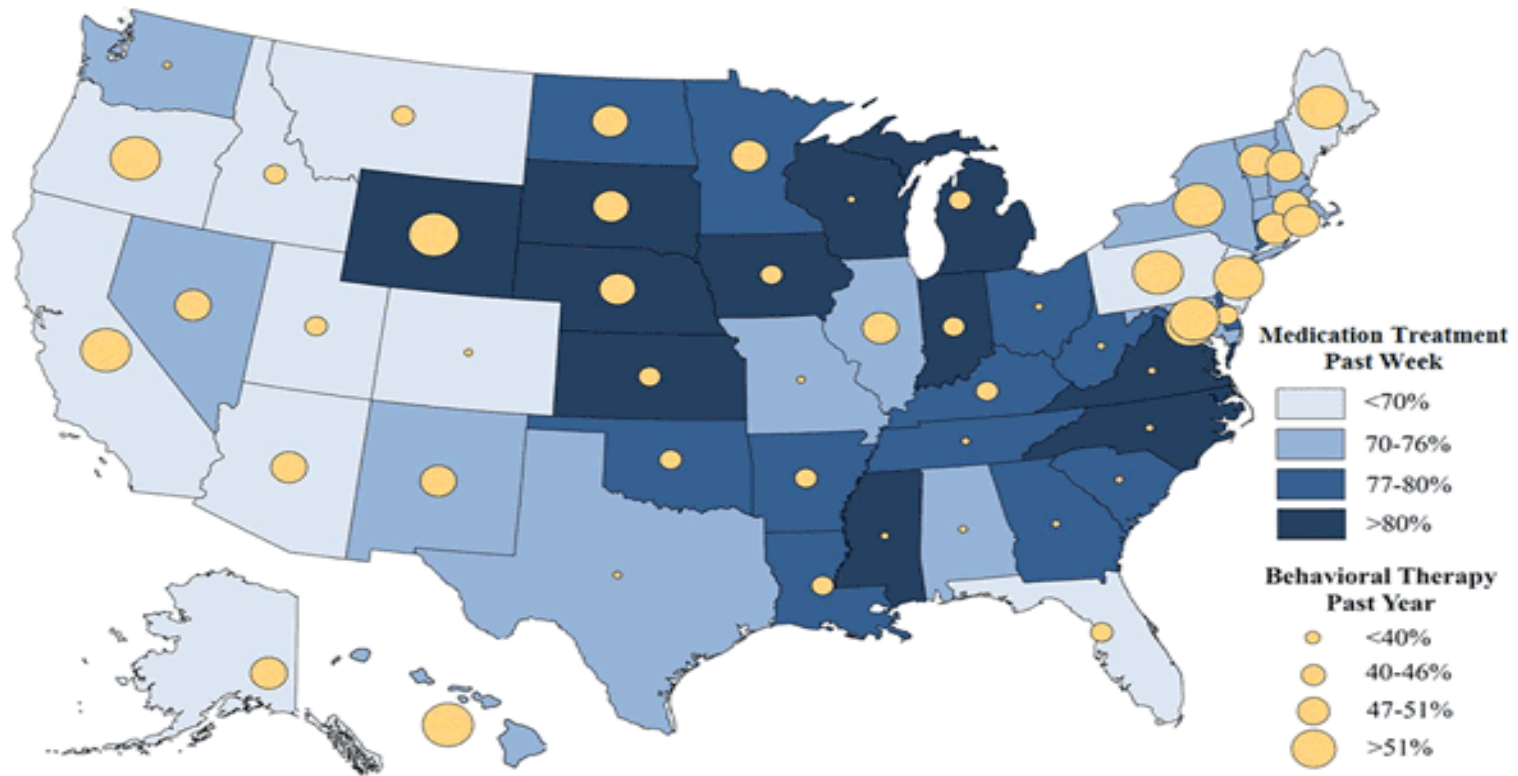 Medication Treatment
Past Week
<70%
70-76%
77-80%
>80%
Behavioral Therapy
Past Year
<40%
40-46%
47-51%
>51%